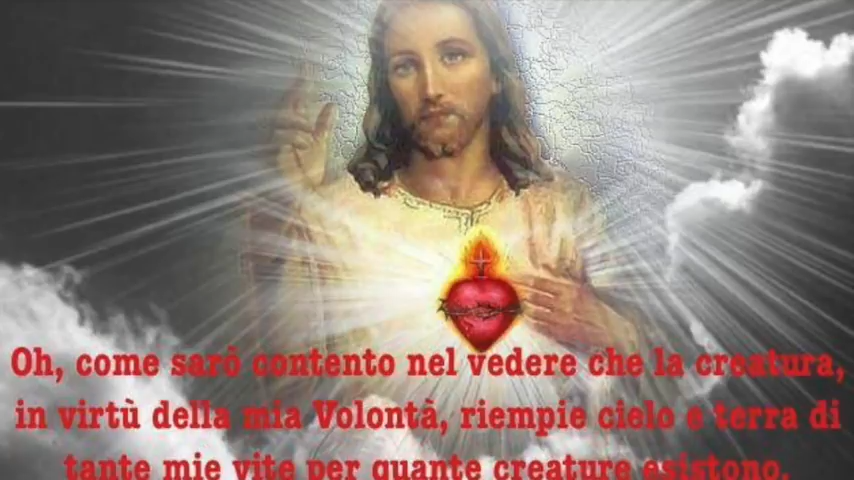 Oh, come sarò contento nel vedere che la creatura,
in virtù della mia Volontà, riempie cielo e terra di
tante mie vite per quante creature esistono.